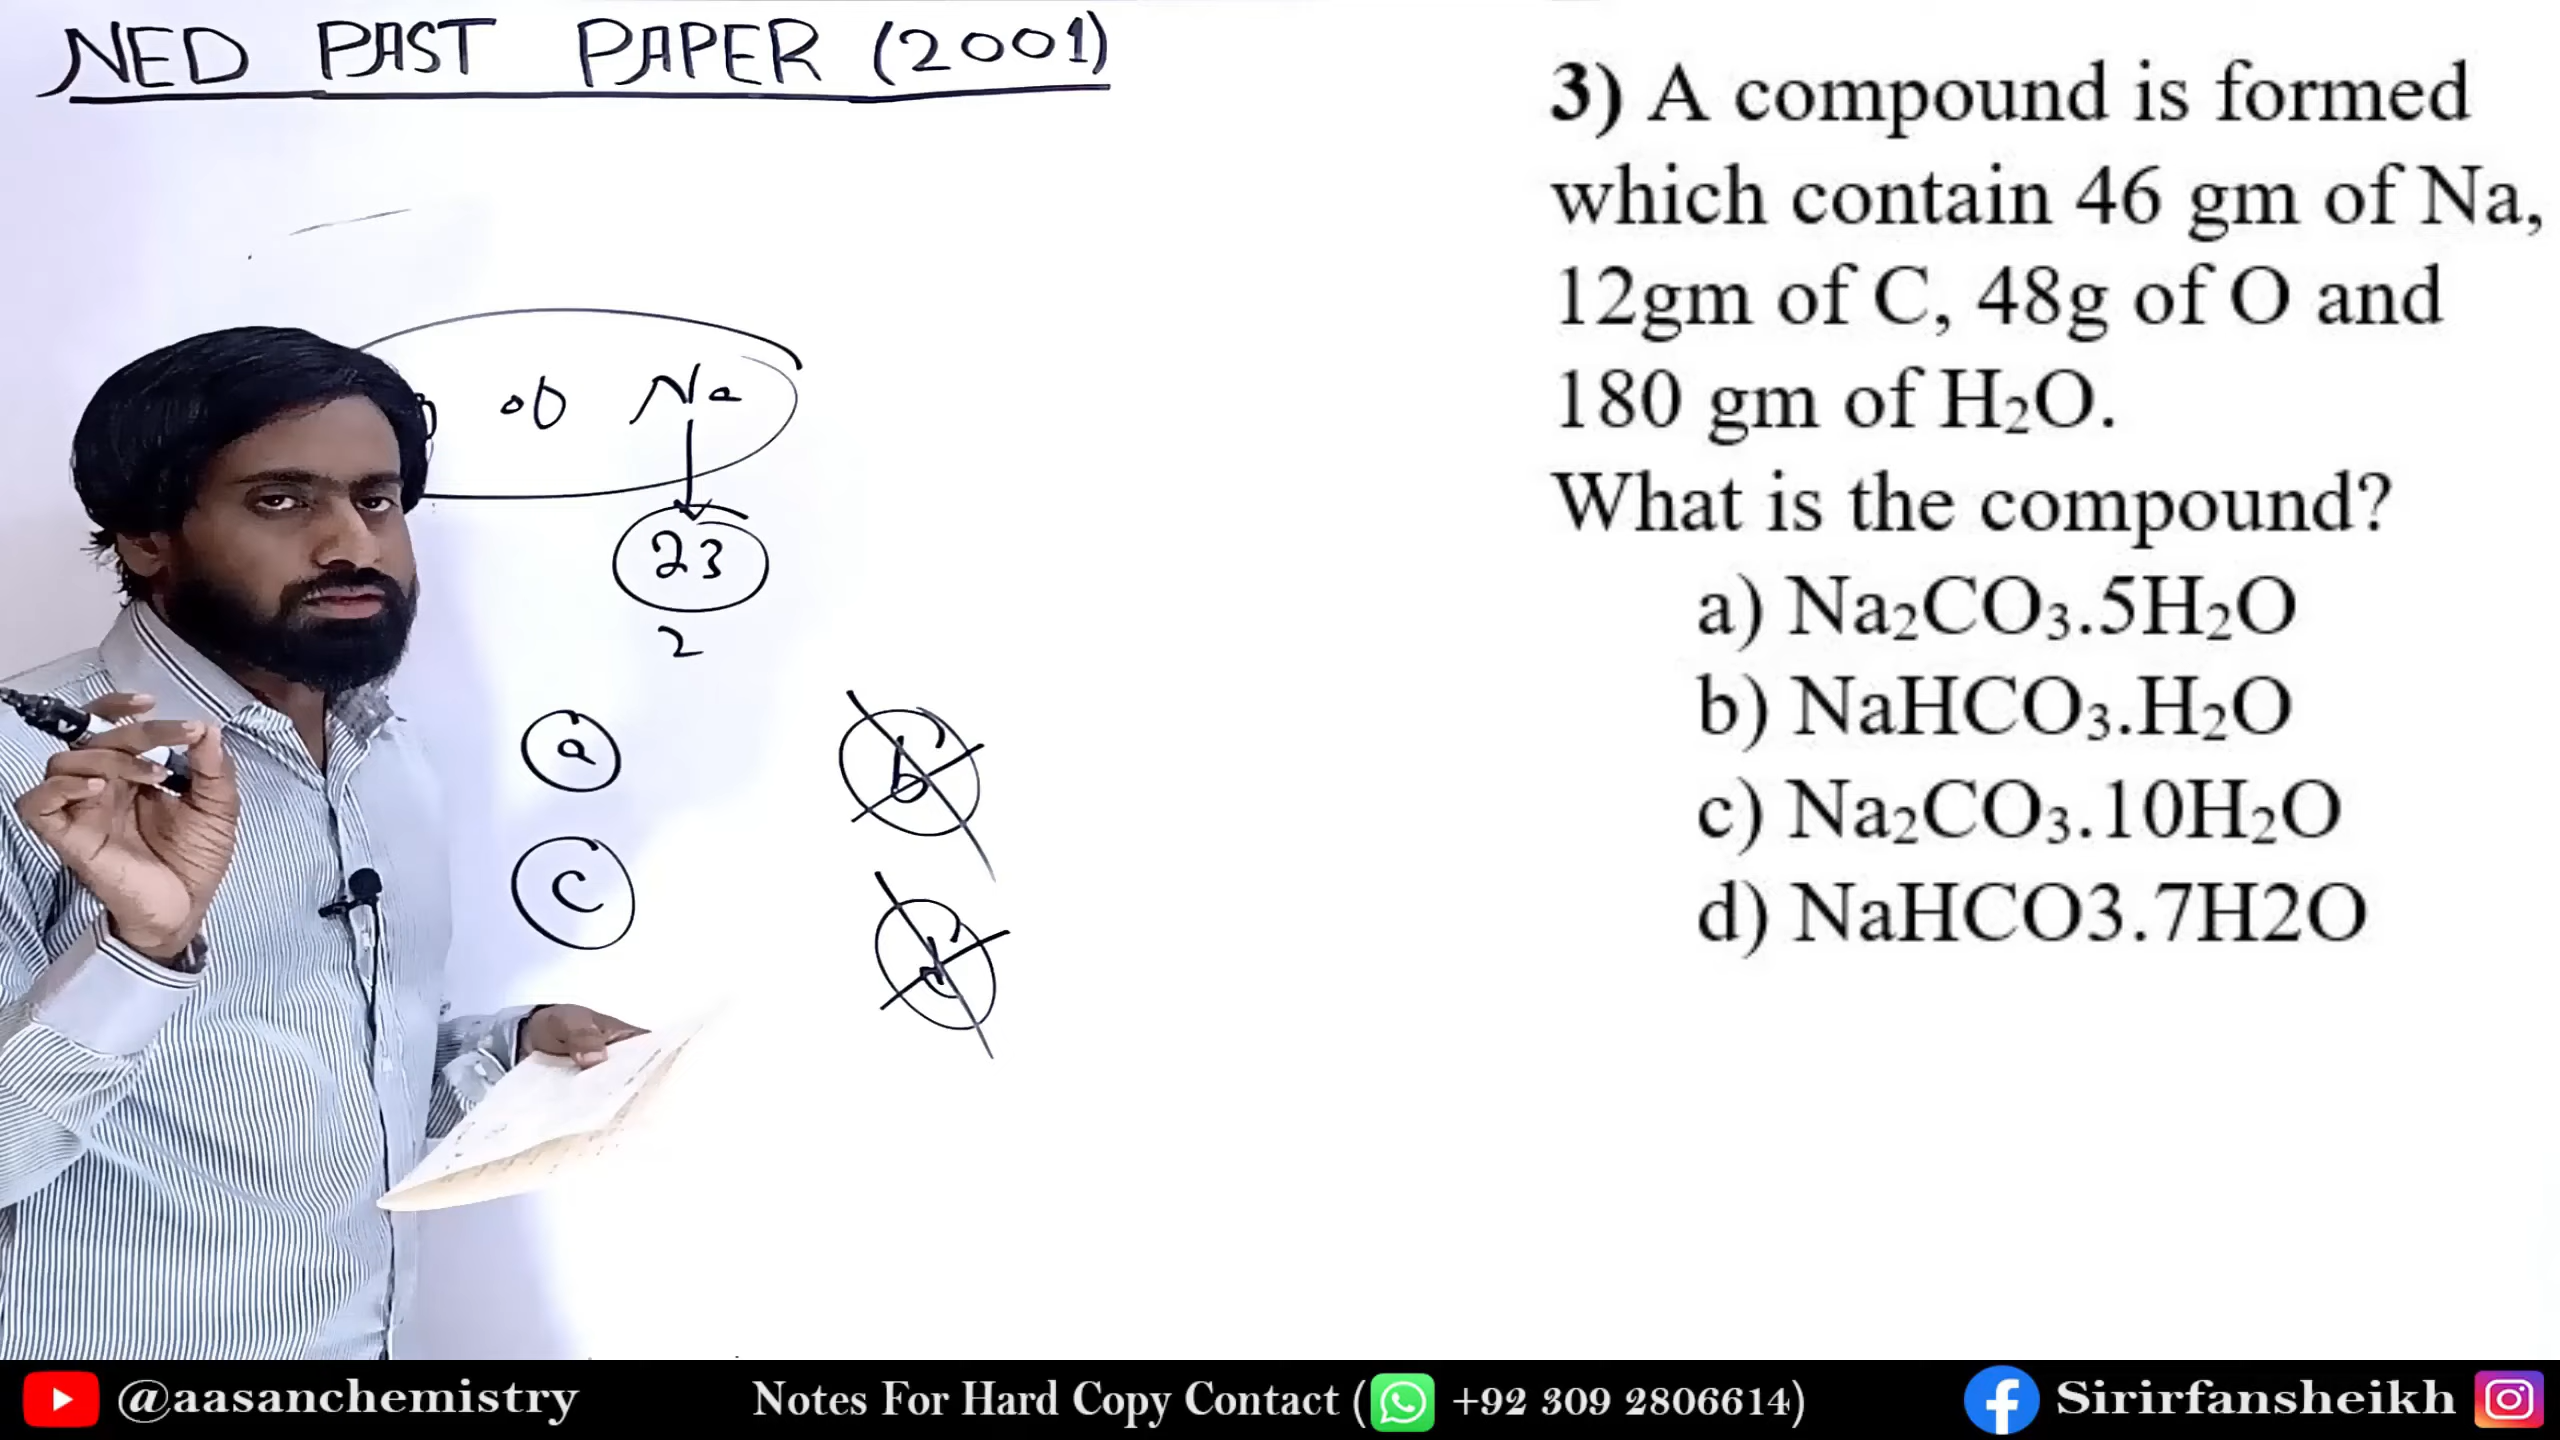 NED PAST PAPER (2001)
Na
23
2
a
b
c
d
3) A compound is formed
which contain 46 gm of Na,
12gm of C, 48g of O and
180 gm of H₂O.
What is the compound?
a) Na₂CO₃.5H₂O
b) NaHCO₃.H₂O
c) Na₂CO₃.10H₂O
d) NaHCO3.7H2O
@aasanchemistry
Notes For Hard Copy Contact ( +92 309 2806614)
Sirirfansheikh